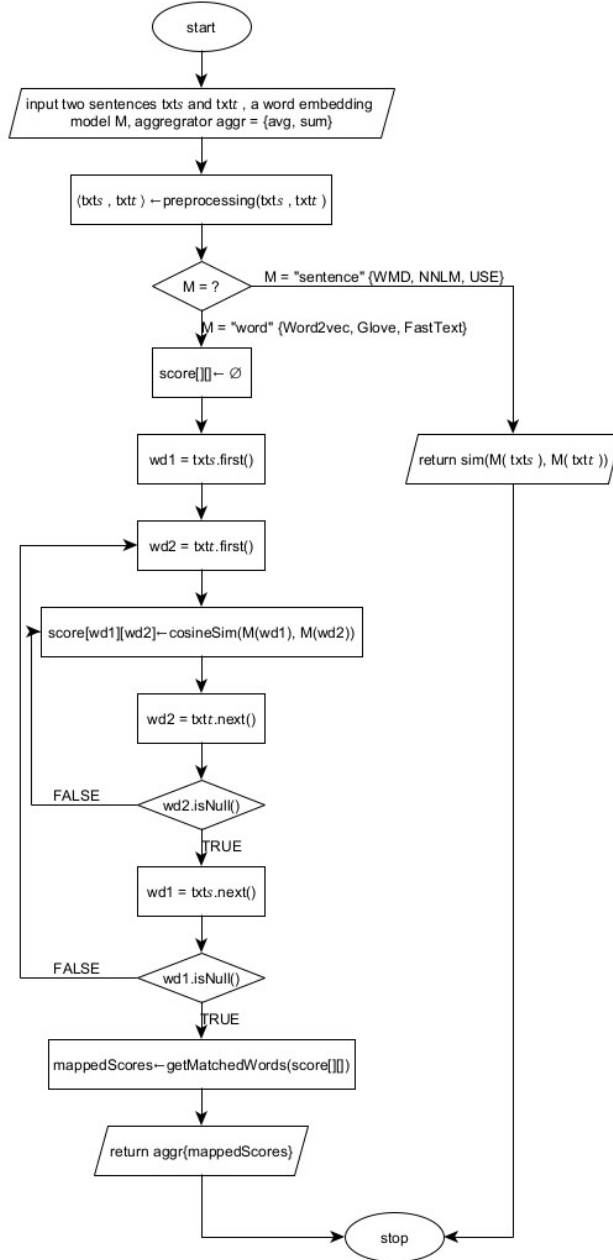 start
input two sentences txts and txtt , a word embedding
model M, aggregrator aggr = {avg, sum}
⟨txts , txtt ⟩ ←preprocessing(txts , txtt )
M = ?
M = "sentence" {WMD, NNLM, USE}
M = "word" {Word2vec, Glove, FastText}
score[][]← ∅
wd1 = txts.first()
return sim(M( txts ), M( txtt ))
wd2 = txtt.first()
score[wd1][wd2]←cosineSim(M(wd1), M(wd2))
wd2 = txtt.next()
FALSE
wd2.isNull()
TRUE
wd1 = txts.next()
FALSE
wd1.isNull()
TRUE
mappedScores←getMatchedWords(score[][])
return aggr{mappedScores}
stop